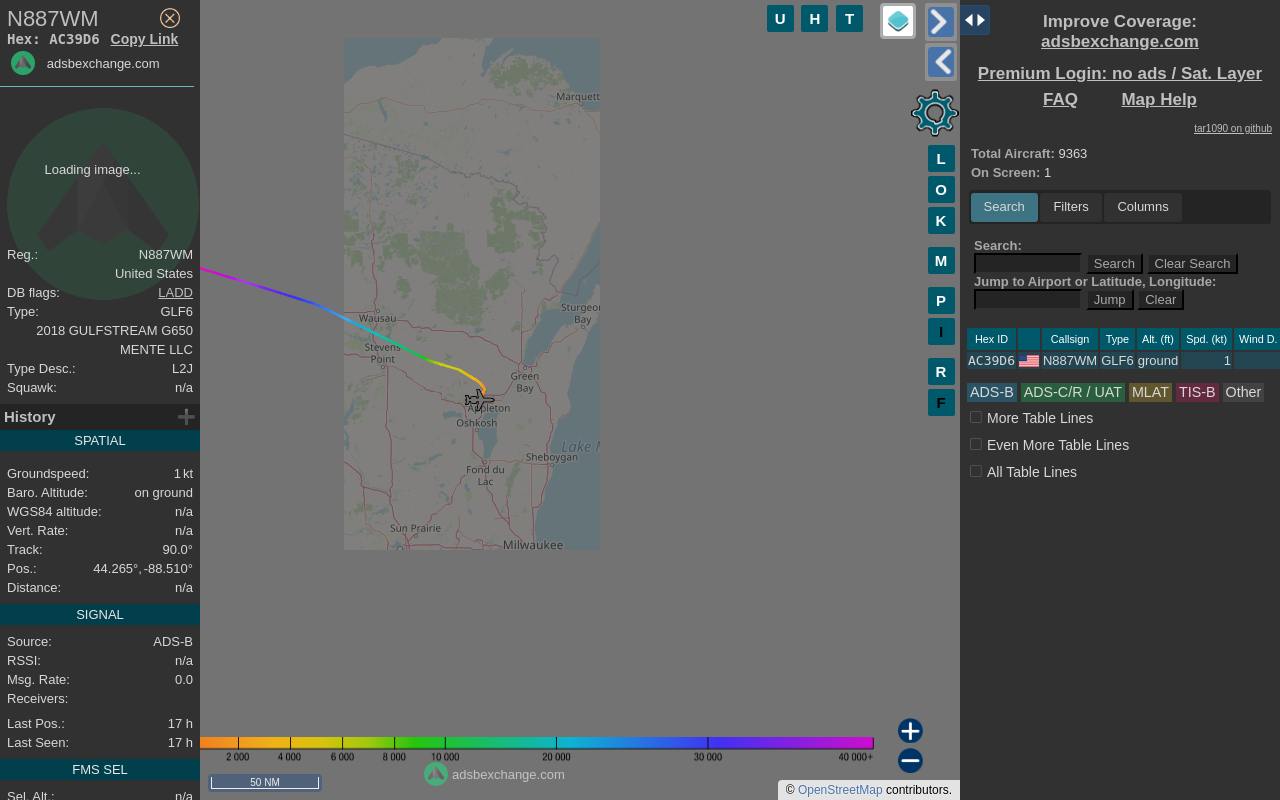 N887WM
Hex: AC39D6 Copy Link
adsbexchange.com
Loading image...
Reg.: N887WM
United States
DB flags: LADD
Type: GLF6
2018 GULFSTREAM G650
MENTE LLC
Type Desc.: L2J
Squawk: n/a
History
SPATIAL
Groundspeed: 1 kt
Baro. Altitude: on ground
WGS84 altitude: n/a
Vert. Rate: n/a
Track: 90.0°
Pos.: 44.265°, -88.510°
Distance: n/a
SIGNAL
Source: ADS-B
RSSI: n/a
Msg. Rate: 0.0
Receivers:
Last Pos.: 17 h
Last Seen: 17 h
FMS SEL
Sel. Alt.: n/a
U H T
L
O
K
M
P
I
R
F
Marquett
Wausau
Stevens
Point
Sturgeo
Bay
Green
Bay
Appleton
Oshkosh
Lake M
Sheboygan
Fond du
Lac
Sun Prairie
Milwaukee
2 000 4 000 6 000 8 000 10 000 20 000 30 000 40 000+
adsbexchange.com
50 NM
© OpenStreetMap contributors.
Improve Coverage:
adsbexchange.com
Premium Login: no ads / Sat. Layer
FAQ Map Help
tar1090 on github
Total Aircraft: 9363
On Screen: 1
Search Filters Columns
Search:
Search Clear Search
Jump to Airport or Latitude, Longitude:
Jump Clear
Hex ID Callsign Type Alt. (ft) Spd. (kt) Wind D.
AC39D6 N887WM GLF6 ground 1
ADS-B ADS-C/R / UAT MLAT TIS-B Other
More Table Lines
Even More Table Lines
All Table Lines